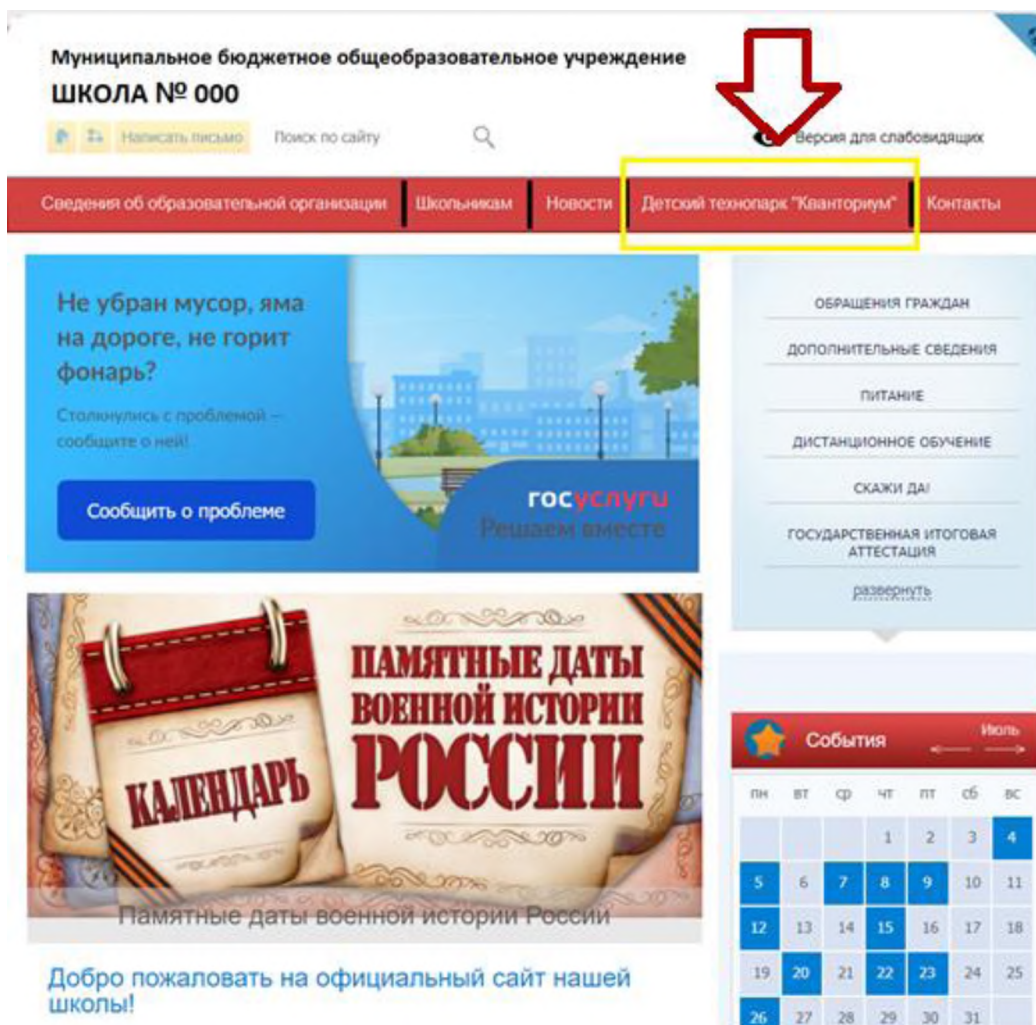 Муниципальное бюджетное общеобразовательное учреждение
ШКОЛА № 000
Написать письмо
Поиск по сайту
Версия для слабовидящих
Сведения об образовательной организации
Школьникам
Новости
Детский технопарк "Кванториум"
Контакты
Не убран мусор, яма
на дороге, не горит
фонарь?
Столкнулись с проблемой –
сообщите о ней!
Сообщить о проблеме
госуслуги
Решаем вместе
ОБРАЩЕНИЯ ГРАЖДАН
ДОПОЛНИТЕЛЬНЫЕ СВЕДЕНИЯ
ПИТАНИЕ
ДИСТАНЦИОННОЕ ОБУЧЕНИЕ
СКАЖИ ДА!
ГОСУДАРСТВЕННАЯ ИТОГОВАЯ
АТТЕСТАЦИЯ
развернуть
КАЛЕНДАРЬ
ПАМЯТНЫЕ ДАТЫ
ВОЕННОЙ ИСТОРИИ
РОССИИ
Памятные даты военной истории России
События
Июль
пн вт ср чт пт сб вс
1 2 3 4
5 6 7 8 9 10 11
12 13 14 15 16 17 18
19 20 21 22 23 24 25
26 27 28 29 30 31
Добро пожаловать на официальный сайт нашей
школы!